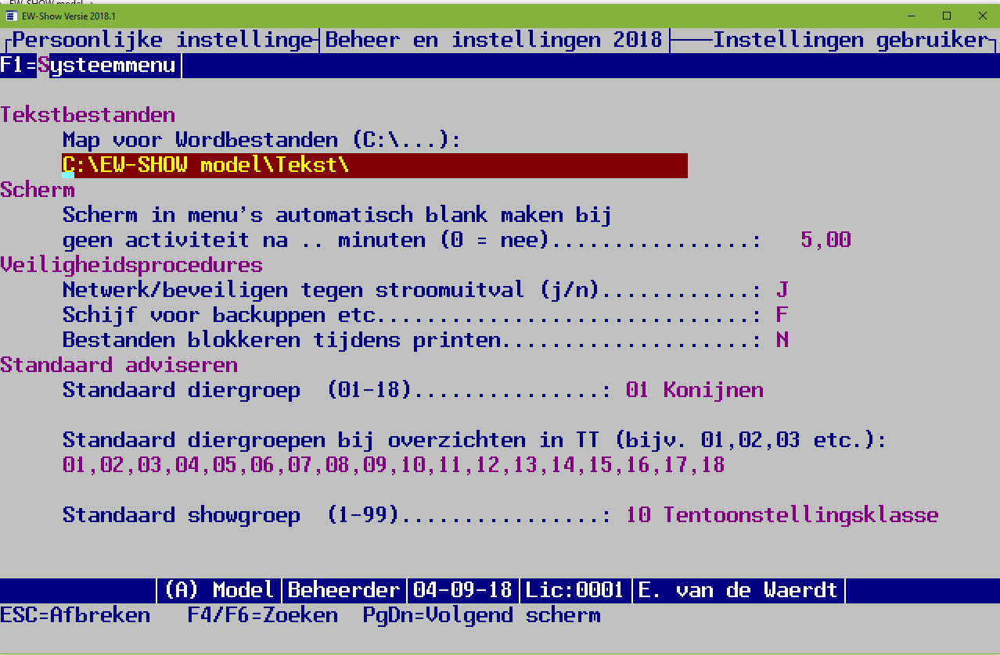 EW-Show Versie 2018.1
Persoonlijke instellinge Beheer en instellingen 2018 Instellingen gebruiker
F1=Systeemmenu
Tekstbestanden
Map voor Wordbestanden (C:\...):
C:\EW-SHOW model\Tekst\
Scherm
Scherm in menu's automatisch blank maken bij
geen activiteit na .. minuten (0 = nee)................: 5,00
Veiligheidsprocedures
Netwerk/beveiligen tegen stroomuitval (j/n)............: J
Schijf voor backuppen etc..............................: F
Bestanden blokkeren tijdens printen....................: N
Standaard adviseren
Standaard diergroep (01-18)...............: 01 Konijnen
Standaard diergroepen bij overzichten in TT (bijv. 01,02,03 etc.):
01,02,03,04,05,06,07,08,09,10,11,12,13,14,15,16,17,18
Standaard showgroep (1-99)................: 10 Tentoonstellingsklasse
(A) Model Beheerder 04-09-18 Lic:0001 E. van de Waerdt
ESC=Afbreken F4/F6=Zoeken PgDn=Volgend scherm